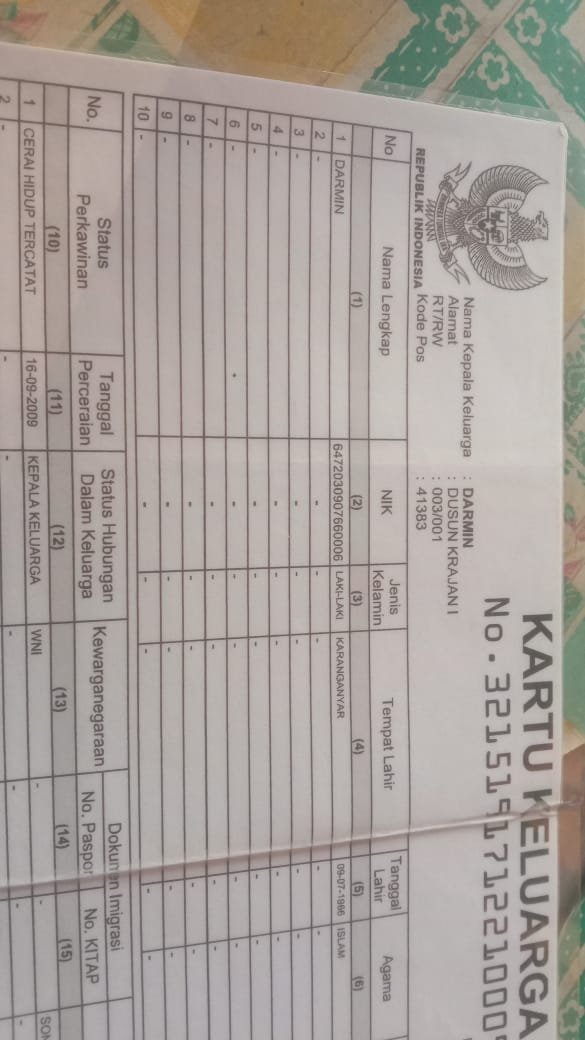 KARTU KELUARGA
No. 321519171221000
Nama Kepala Keluarga : DARMIN
Alamat : DUSUN KRAJAN I
RT/RW : 003/001
Kode Pos : 41383
REPUBLIK INDONESIA
No Nama Lengkap NIK Jenis Kelamin Tempat Lahir Tanggal Lahir Agama
(1) (2) (3) (4) (5) (6)
1 DARMIN 6472030907660006 LAKI-LAKI KARANGANYAR 09-07-1966 ISLAM
2 - - - - - -
3 - - - - - -
4 - - - - - -
5 - - - - - -
6 - - - - - -
7 - - - - - -
8 - - - - - -
9 - - - - - -
10 - - - - - -
No. Status Perkawinan Tanggal Perceraian Status Hubungan Dalam Keluarga Kewarganegaraan Dokumen Imigrasi
No. Paspor No. KITAP
(10) (11) (12) (13) (14) (15)
1 CERAI HIDUP TERCATAT 16-09-2009 KEPALA KELUARGA WNI - -
2 - - - - - -